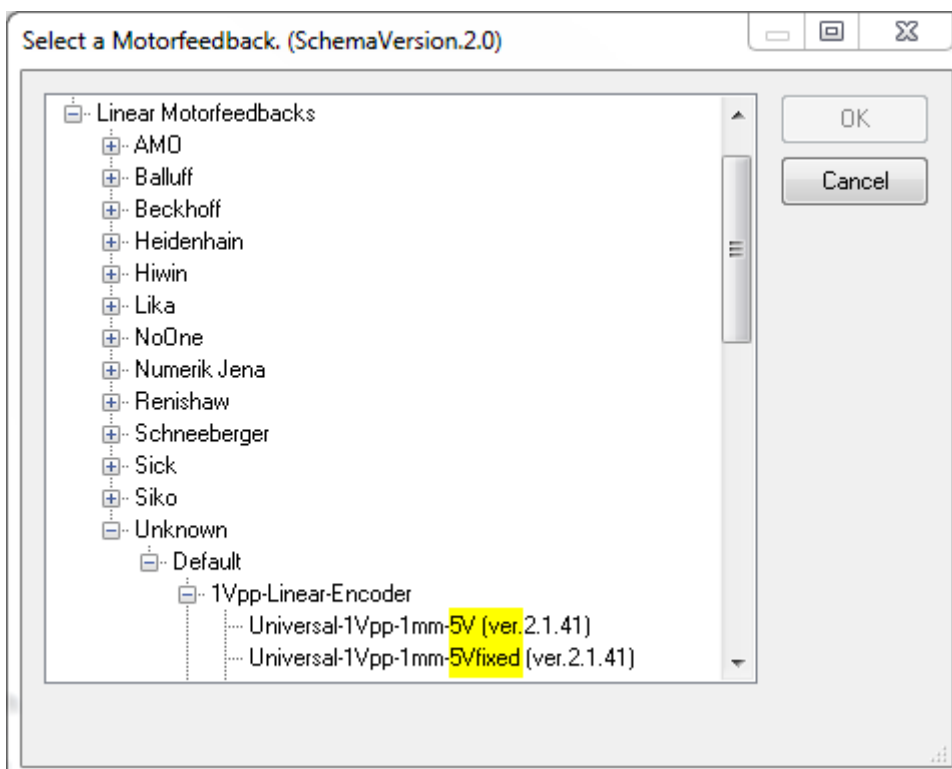 Select a Motorfeedback. (SchemaVersion.2.0)
OK
Cancel
Linear Motorfeedbacks
AMO
Balluff
Beckhoff
Heidenhain
Hiwin
Lika
NoOne
Numerik Jena
Renishaw
Schneeberger
Sick
Siko
Unknown
Default
1Vpp-Linear-Encoder
Universal-1Vpp-1mm-5V (ver.2.1.41)
Universal-1Vpp-1mm-5Vfixed (ver.2.1.41)